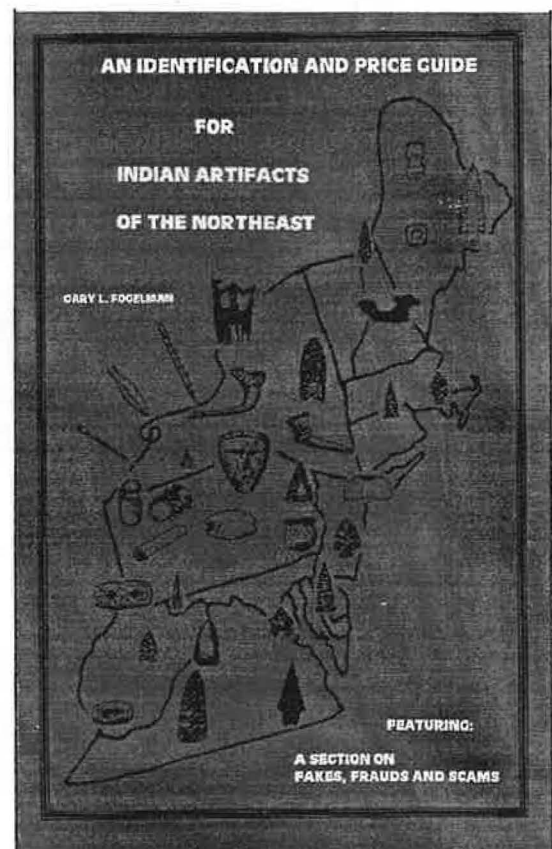 AN IDENTIFICATION AND PRICE GUIDE
FOR
INDIAN ARTIFACTS
OF THE NORTHEAST
GARY L. FOGELMAN
FEATURING:
A SECTION ON
FAKES, FRAUDS AND SCAMS